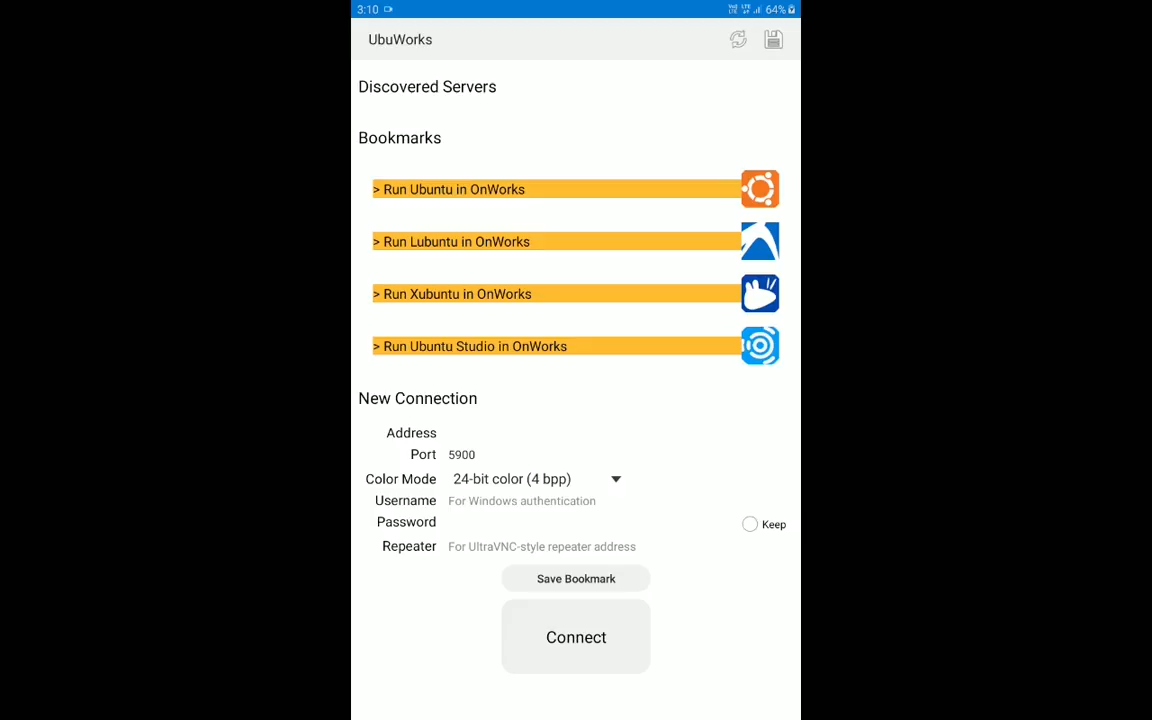 3:10
64%
UbuWorks
Discovered Servers
Bookmarks
> Run Ubuntu in OnWorks
> Run Lubuntu in OnWorks
> Run Xubuntu in OnWorks
> Run Ubuntu Studio in OnWorks
New Connection
Address
Port 5900
Color Mode 24-bit color (4 bpp)
Username For Windows authentication
Password
Keep
Repeater For UltraVNC-style repeater address
Save Bookmark
Connect